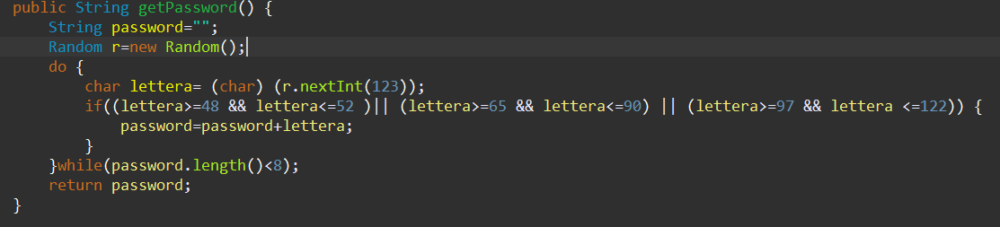 public String getPassword() {
    String password="";
    Random r=new Random();
    do {
        char lettera= (char) (r.nextInt(123));
        if((lettera>=48 && lettera<=52 )|| (lettera>=65 && lettera<=90) || (lettera>=97 && lettera <=122)) {
            password=password+lettera;
        }
    }while(password.length()<8);
    return password;
}